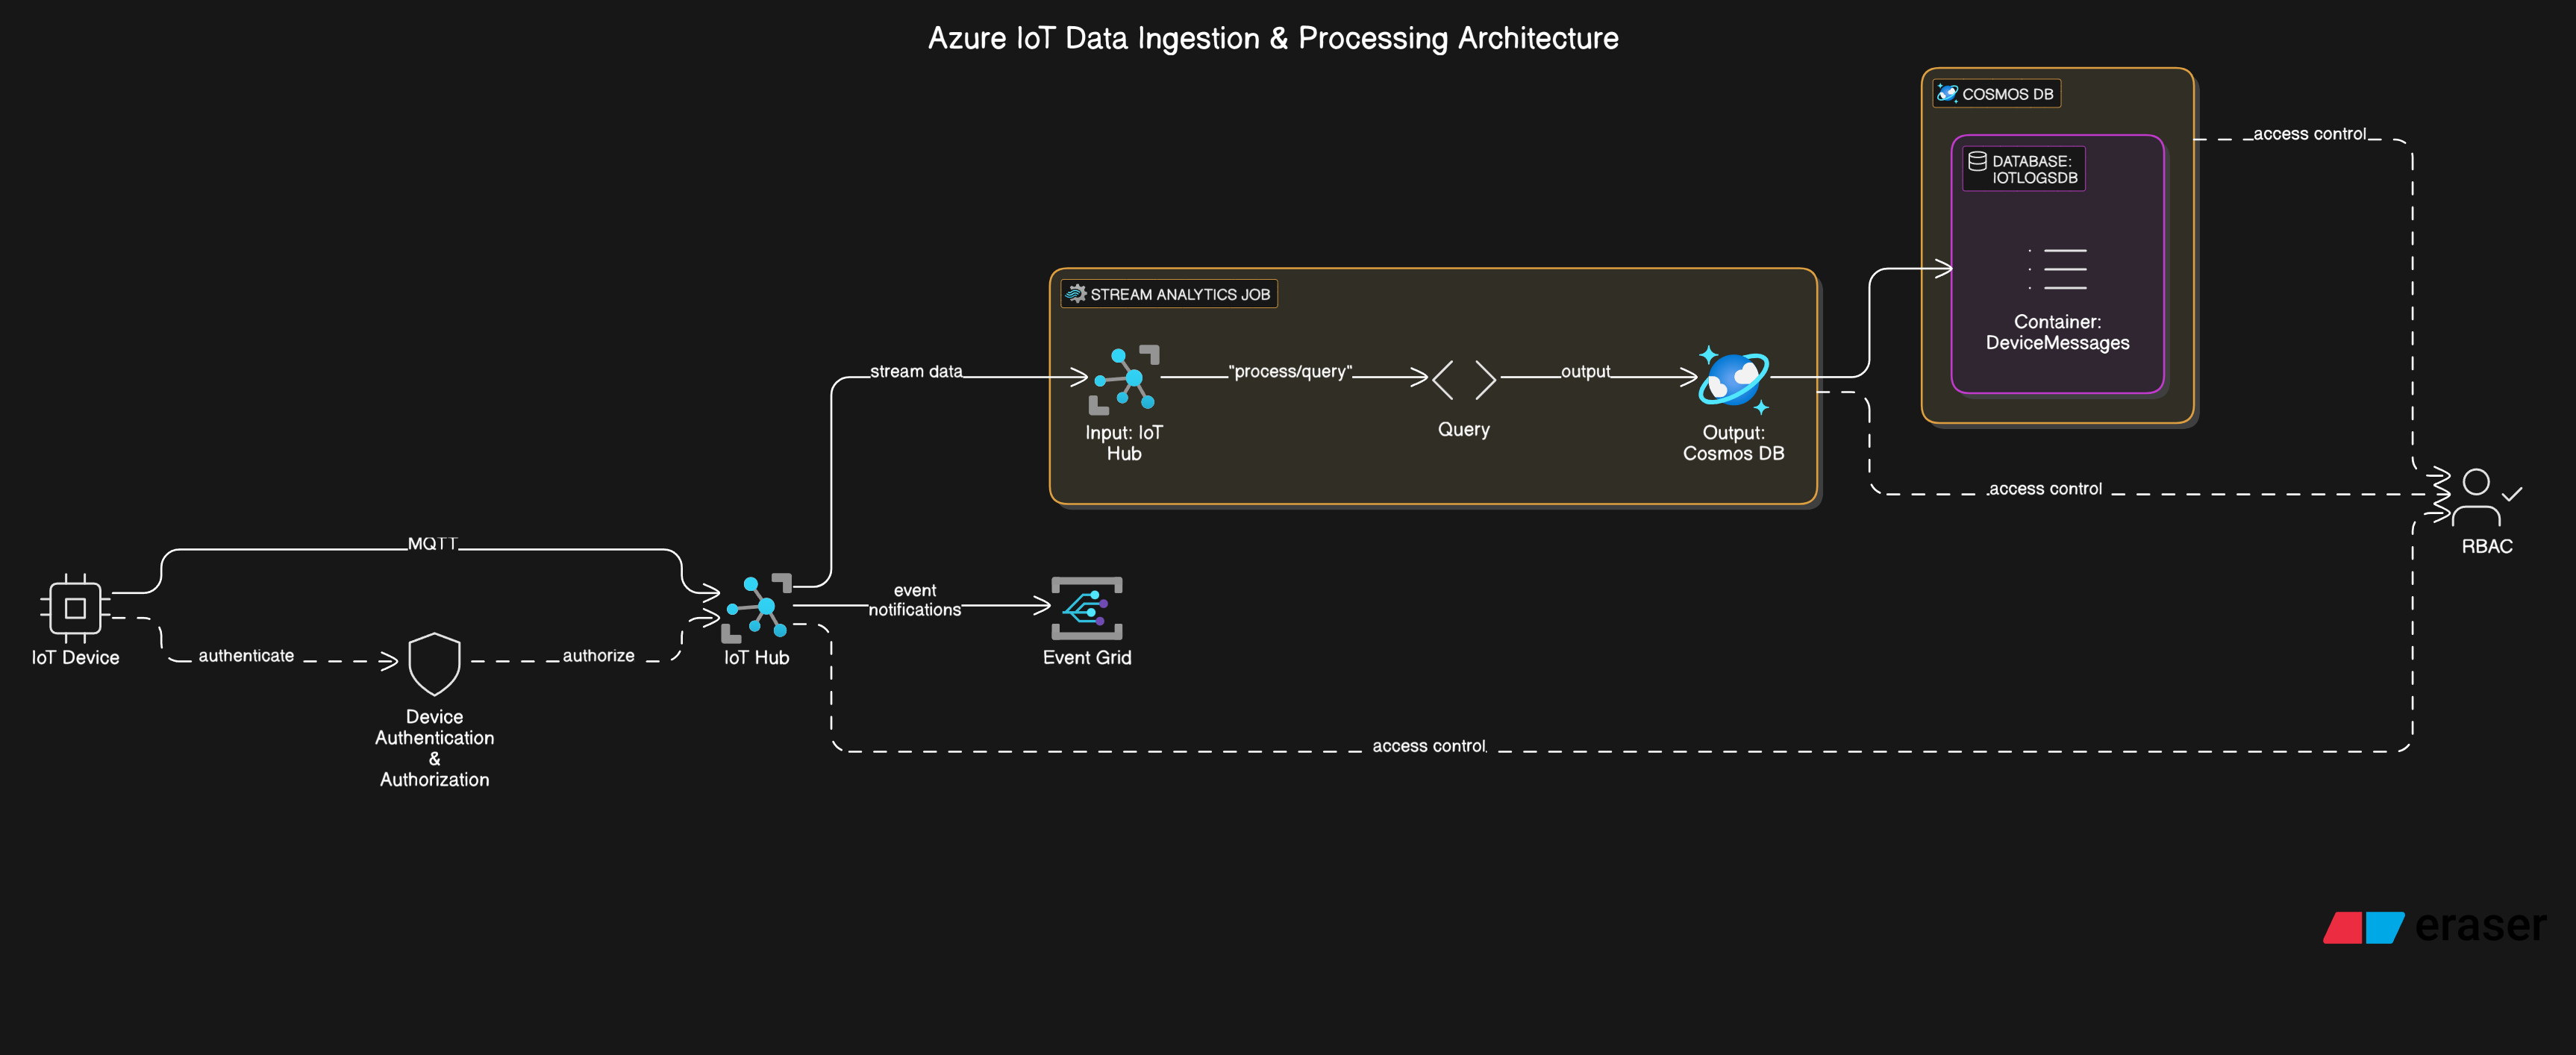 Azure IoT Data Ingestion & Processing Architecture
COSMOS DB
access control
DATABASE:
IOTLOGSDB
Container:
DeviceMessages
STREAM ANALYTICS JOB
stream data
"process/query"
output
Input: IoT
Hub
Query
Output:
Cosmos DB
access control
RBAC
MQTT
event
notifications
IoT Device
authenticate
authorize
IoT Hub
Event Grid
Device
Authentication
&
Authorization
access control
eraser